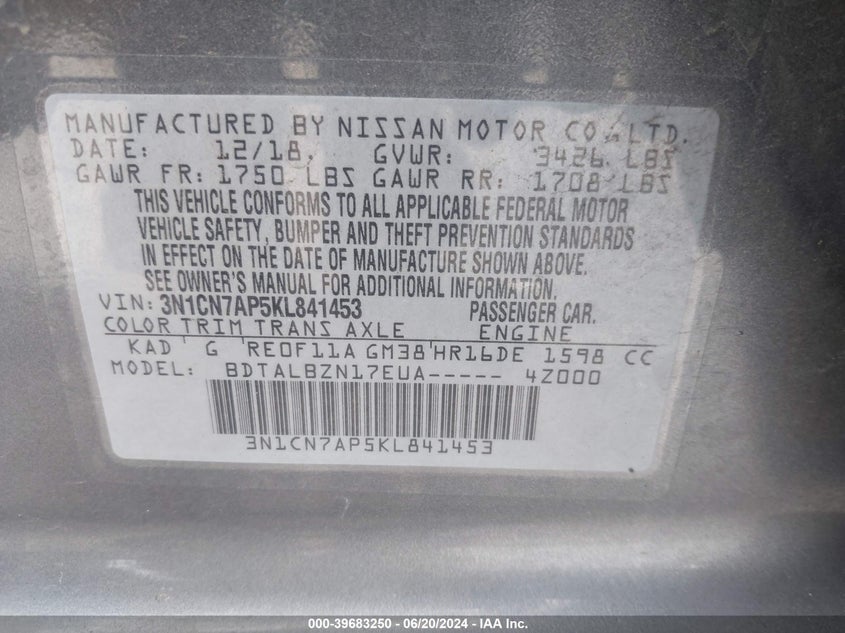 MANUFACTURED BY NISSAN MOTOR CO., LTD.
DATE: 12/18. GVWR: 3426 LBS
GAWR FR: 1750 LBS GAWR RR: 1708 LBS
THIS VEHICLE CONFORMS TO ALL APPLICABLE FEDERAL MOTOR
VEHICLE SAFETY, BUMPER AND THEFT PREVENTION STANDARDS
IN EFFECT ON THE DATE OF MANUFACTURE SHOWN ABOVE.
SEE OWNER'S MANUAL FOR ADDITIONAL INFORMATION.
VIN: 3N1CN7AP5KL841453 PASSENGER CAR.
COLOR TRIM TRANS AXLE ENGINE
KAD G RE0F11A GM38 HR16DE 1598 CC
MODEL: BDTALBZN17EUA----- 4Z000
3N1CN7AP5KL841453
000-39683250 - 06/20/2024 - IAA Inc.